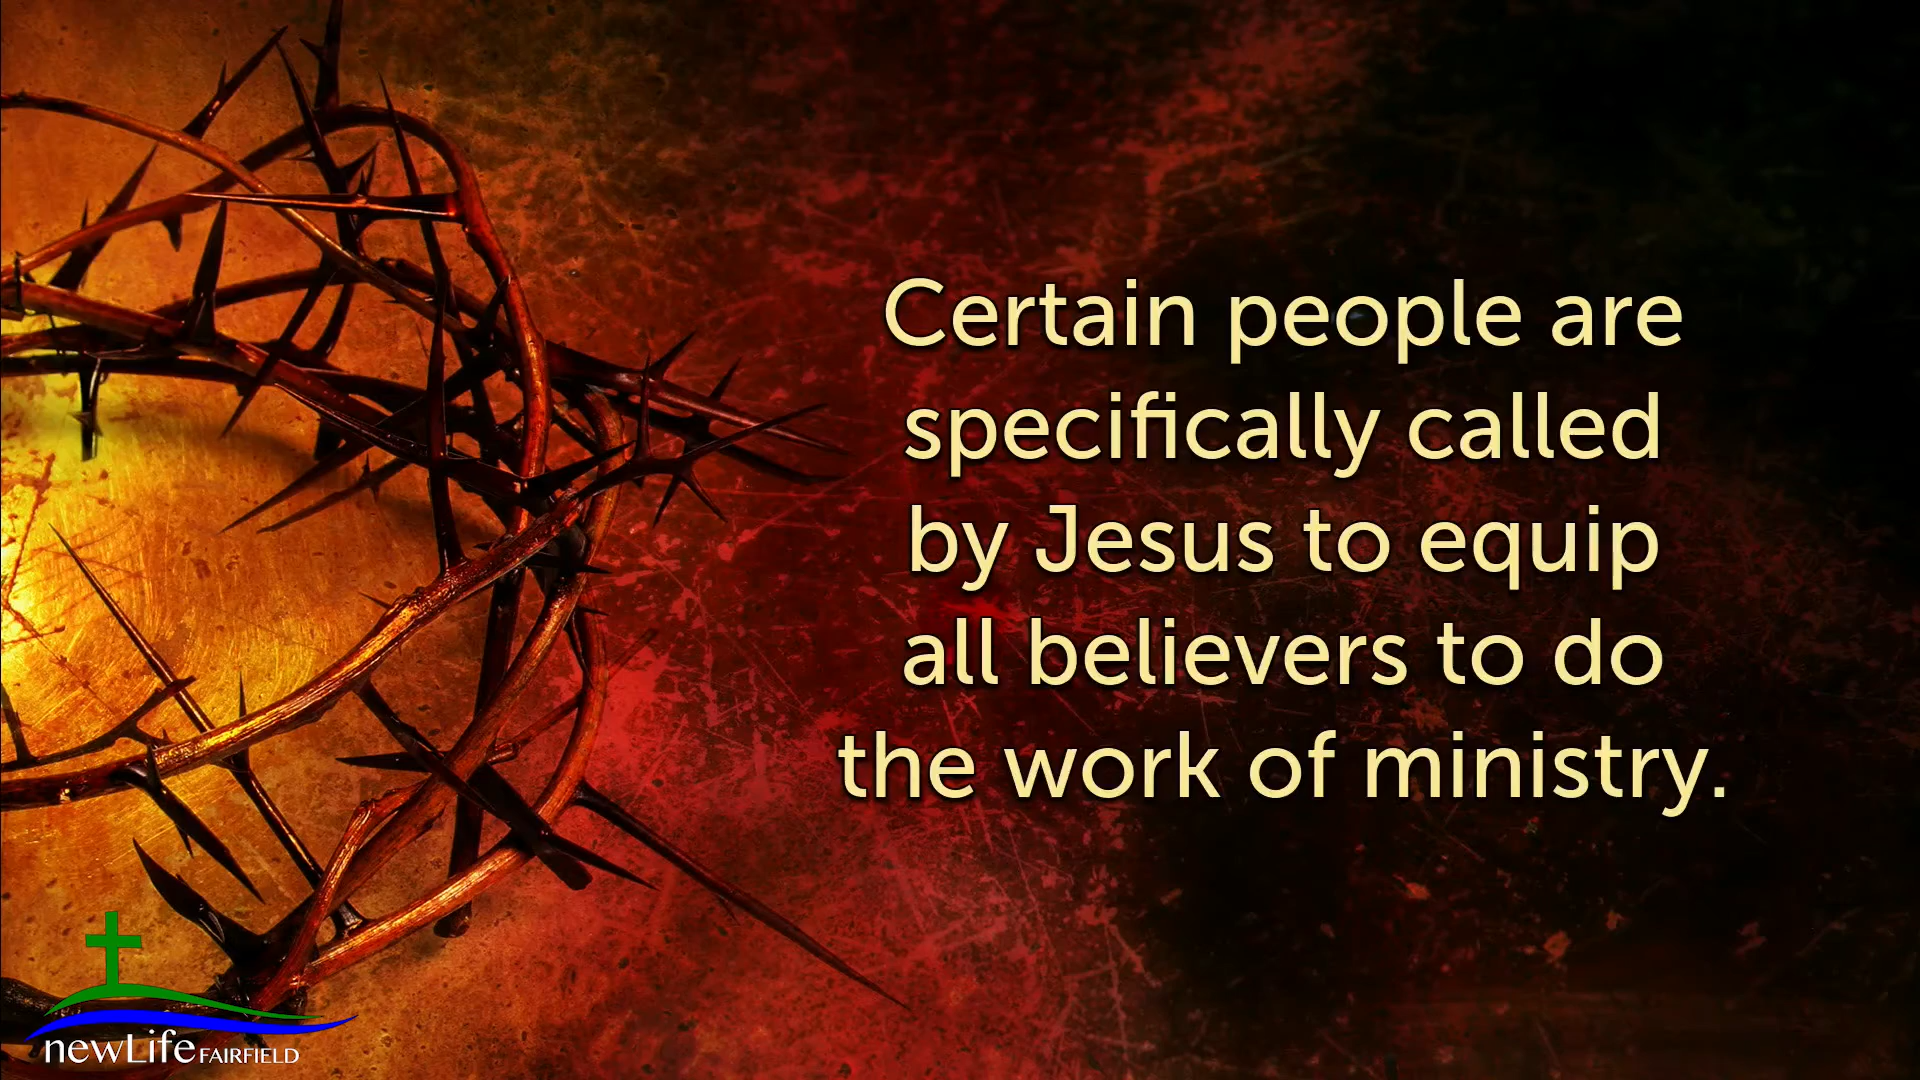 Certain people are
specifically called
by Jesus to equip
all believers to do
the work of ministry.
newLife FAIRFIELD